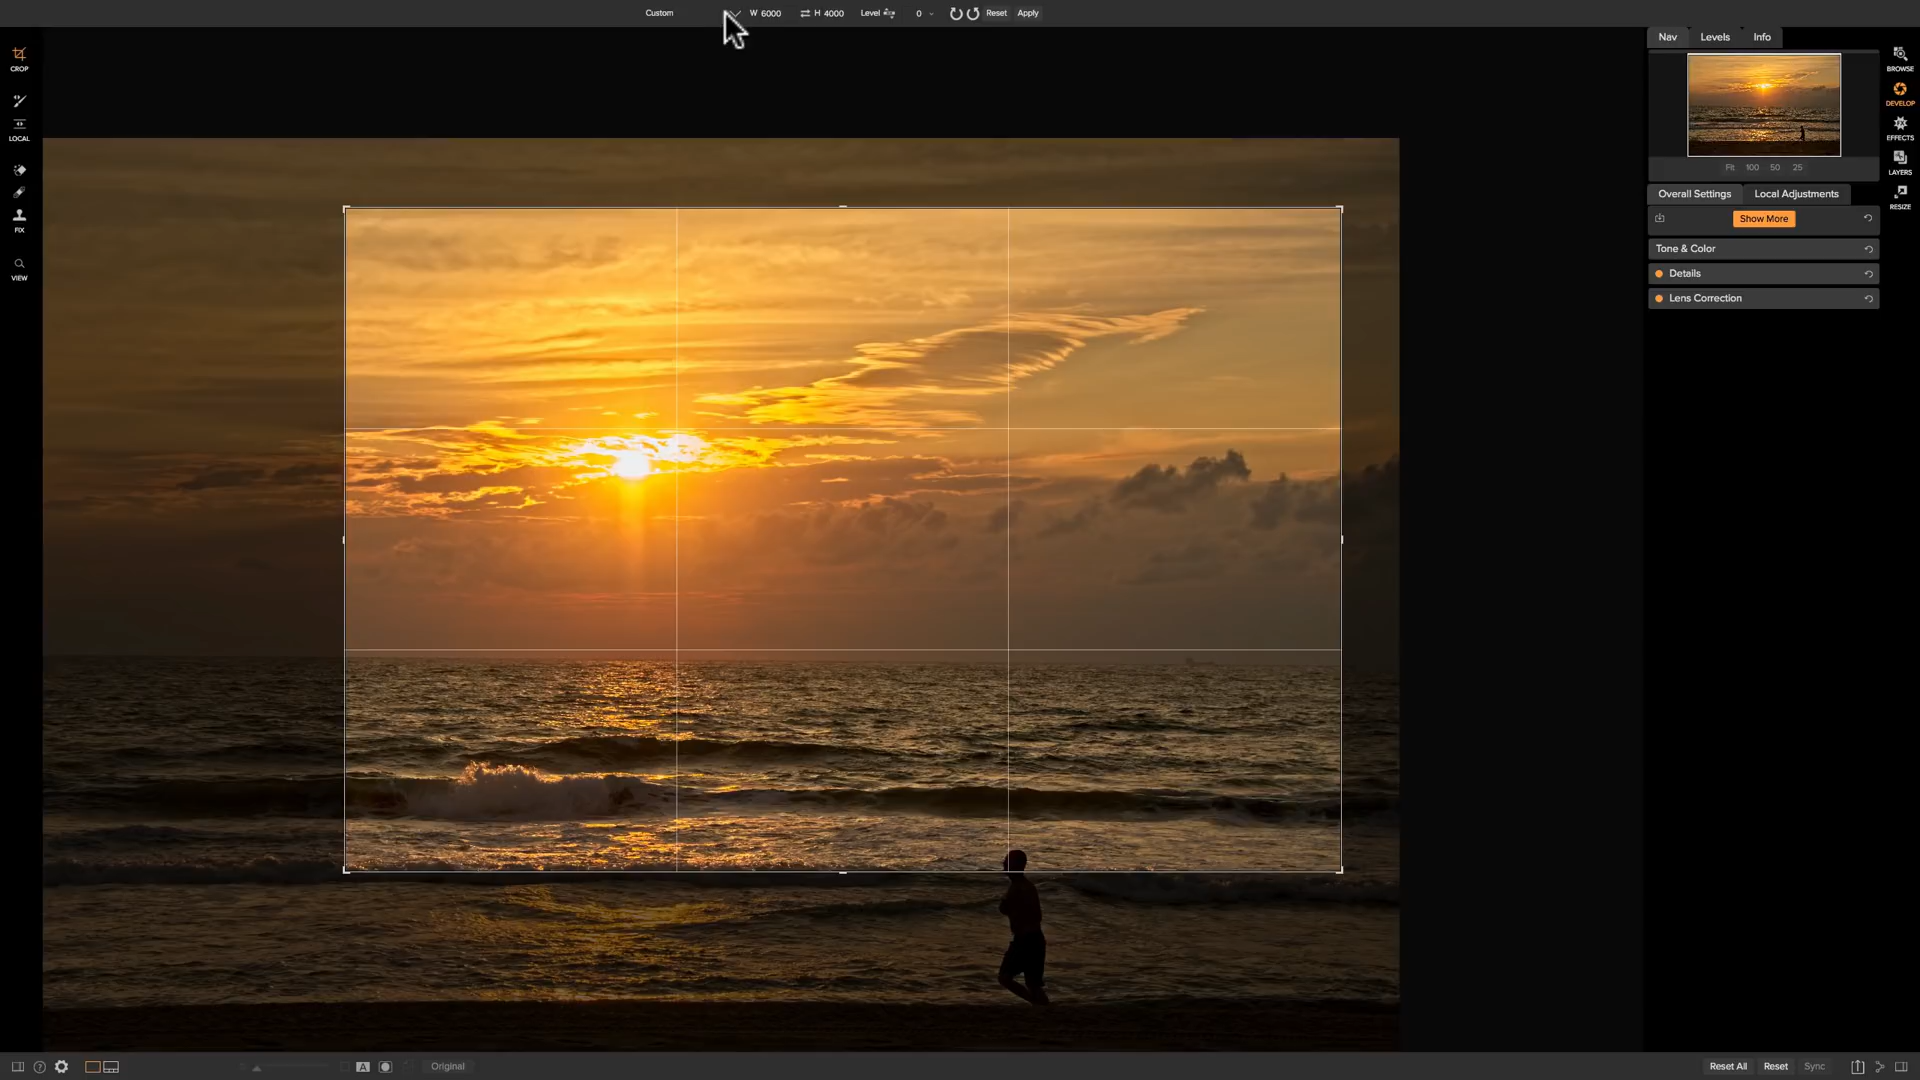 Custom W 6000 H 4000 Level 0 Reset Apply
CROP
LOCAL
FIX
VIEW
Nav Levels Info
Fit 100 50 25
Overall Settings Local Adjustments
Show More
Tone & Color
Details
Lens Correction
BROWSE
DEVELOP
EFFECTS
LAYERS
RESIZE
A Original
Reset All Reset Sync